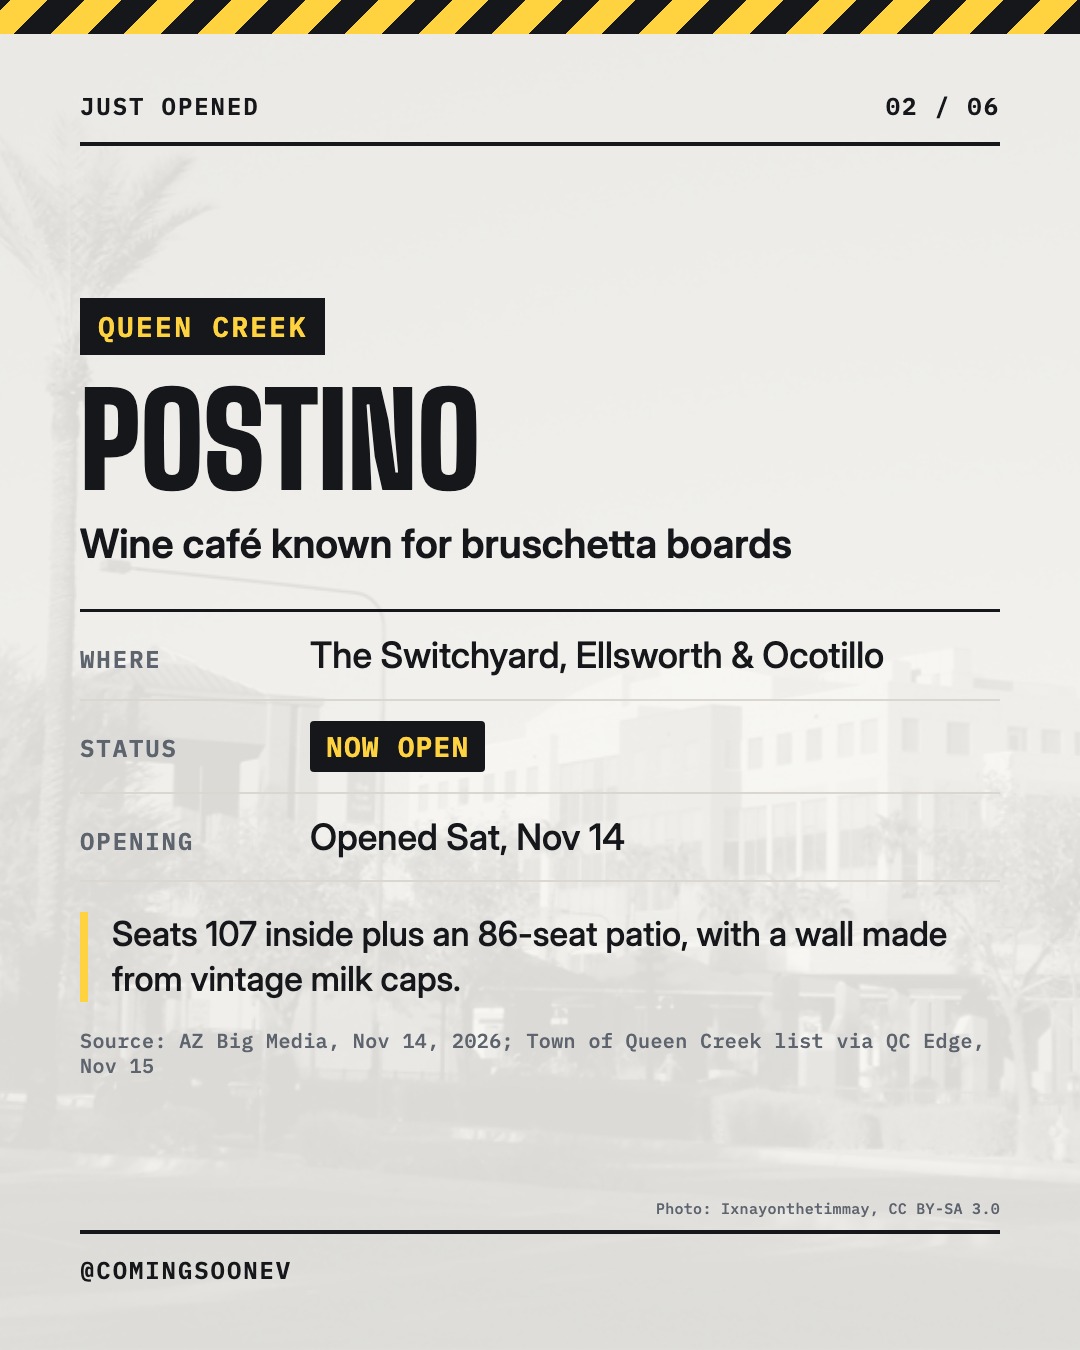 JUST OPENED
02 / 06
QUEEN CREEK
POSTINO
Wine café known for bruschetta boards
WHERE
The Switchyard, Ellsworth & Ocotillo
STATUS
NOW OPEN
OPENING
Opened Sat, Nov 14
Seats 107 inside plus an 86-seat patio, with a wall made
from vintage milk caps.
Source: AZ Big Media, Nov 14, 2026; Town of Queen Creek list via QC Edge,
Nov 15
Photo: Ixnayonthetimmay, CC BY-SA 3.0
@COMINGSOONEV